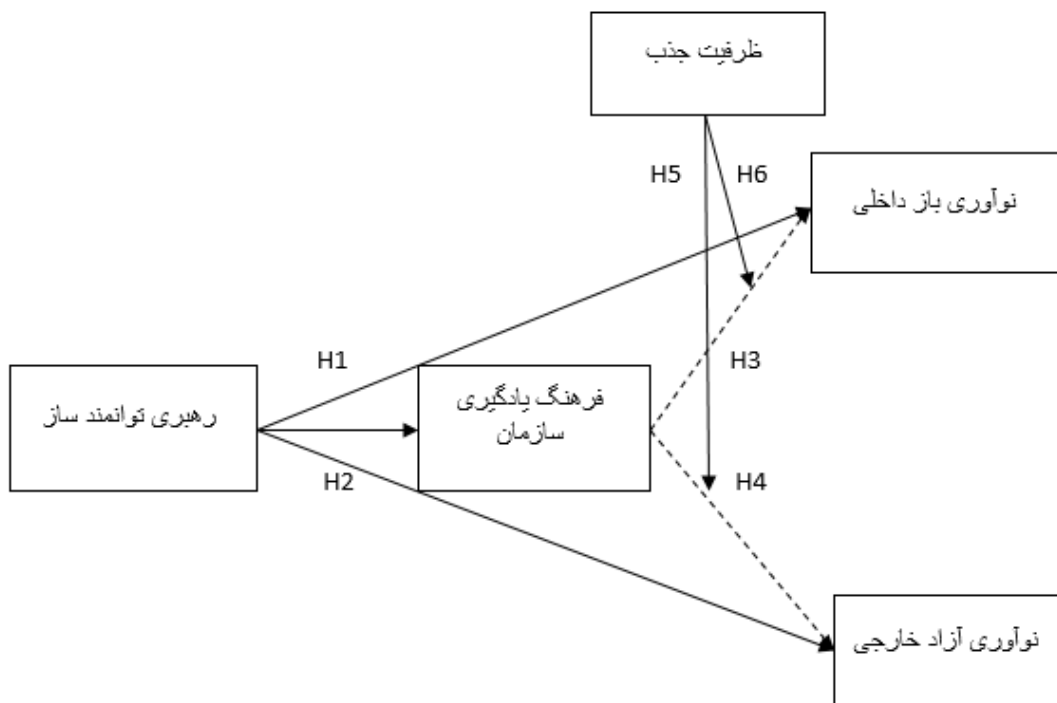 ظرفیت جذب
H5
H6
نوآوری باز داخلی
H1
H3
رهبری توانمند ساز
فرهنگ یادگیری
سازمان
H2
H4
نوآوری آزاد خارجی